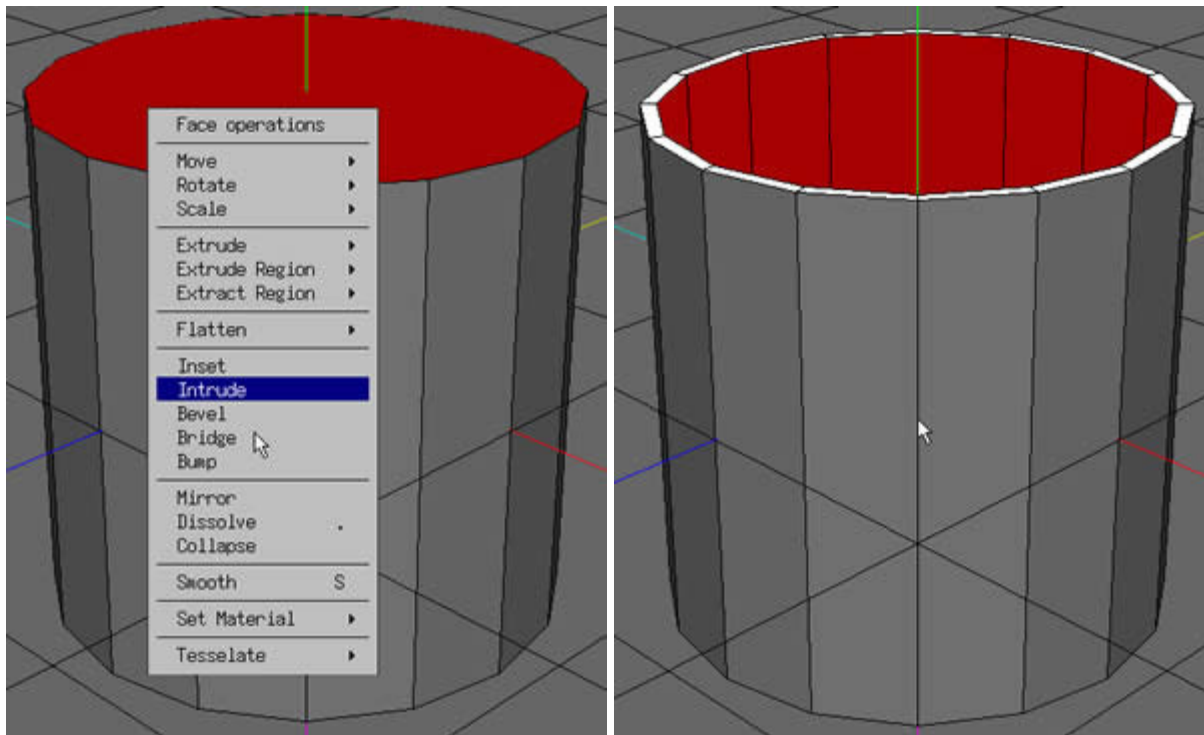 Face operations
Move
Rotate
Scale
Extrude
Extrude Region
Extract Region
Flatten
Inset
Intrude
Bevel
Bridge
Bump
Mirror
Dissolve .
Collapse
Smooth S
Set Material
Tesselate